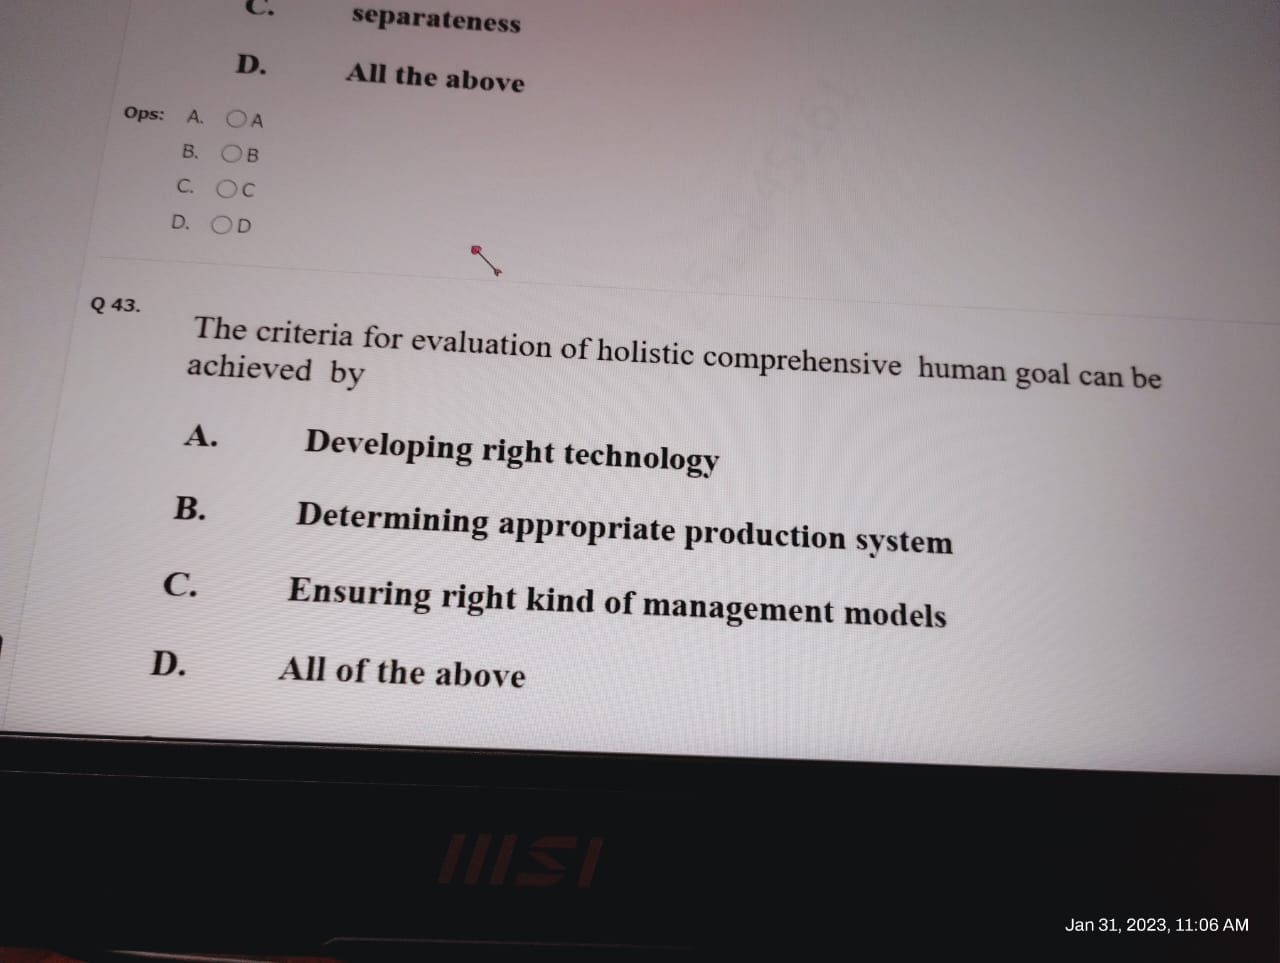 C. separateness
D. All the above
Ops: A. A
B. B
C. C
D. D
Q 43. The criteria for evaluation of holistic comprehensive human goal can be
achieved by
A. Developing right technology
B. Determining appropriate production system
C. Ensuring right kind of management models
D. All of the above
msi
Jan 31, 2023, 11:06 AM